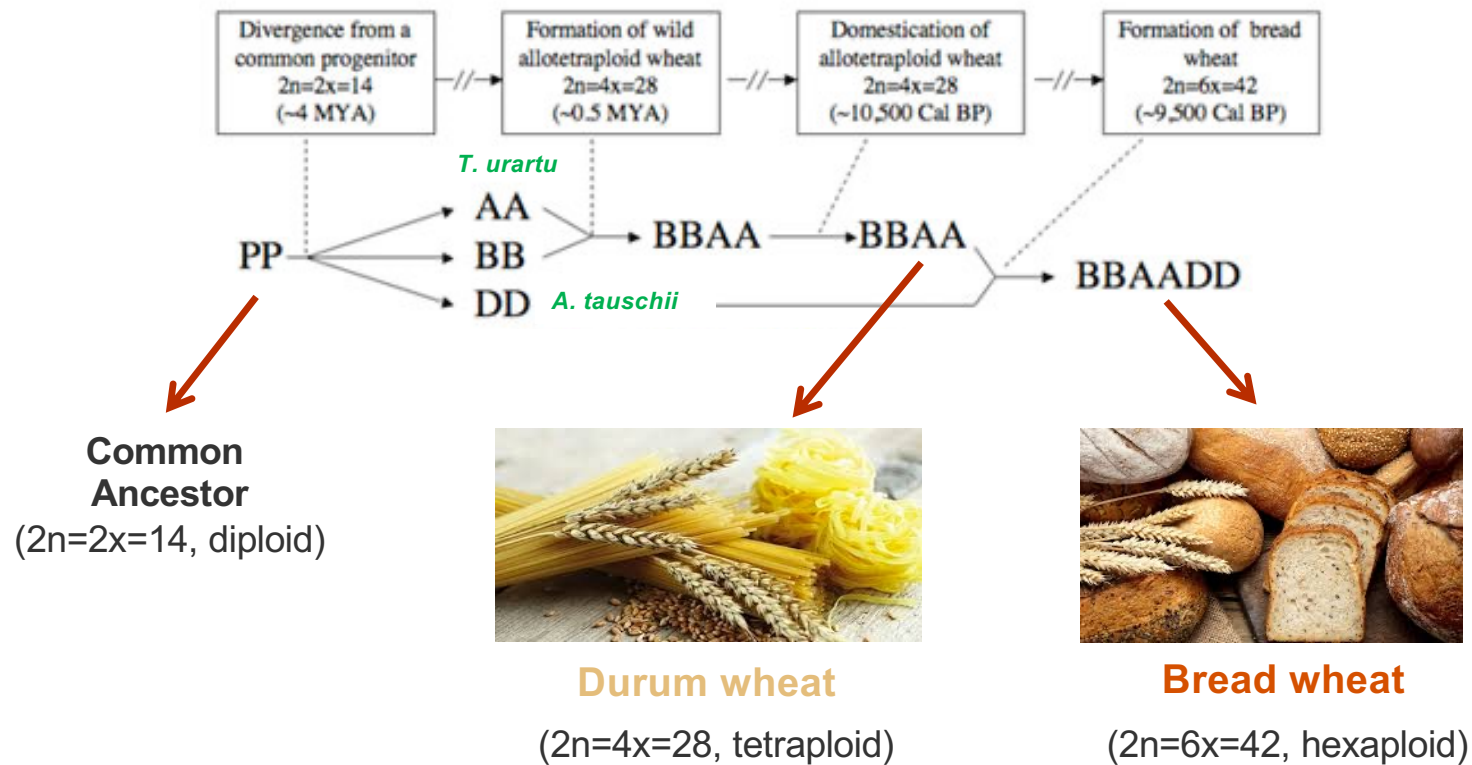 Divergence from a
common progenitor
2n=2x=14
(~4 MYA)
Formation of wild
allotetraploid wheat
2n=4x=28
(~0.5 MYA)
Domestication of
allotetraploid wheat
2n=4x=28
(~10,500 Cal BP)
Formation of bread
wheat
2n=6x=42
(~9,500 Cal BP)
T. urartu
AA
PP
BB
BBAA
BBAA
BBAADD
DD
A. tauschii
Common
Ancestor
(2n=2x=14, diploid)
Durum wheat
(2n=4x=28, tetraploid)
Bread wheat
(2n=6x=42, hexaploid)